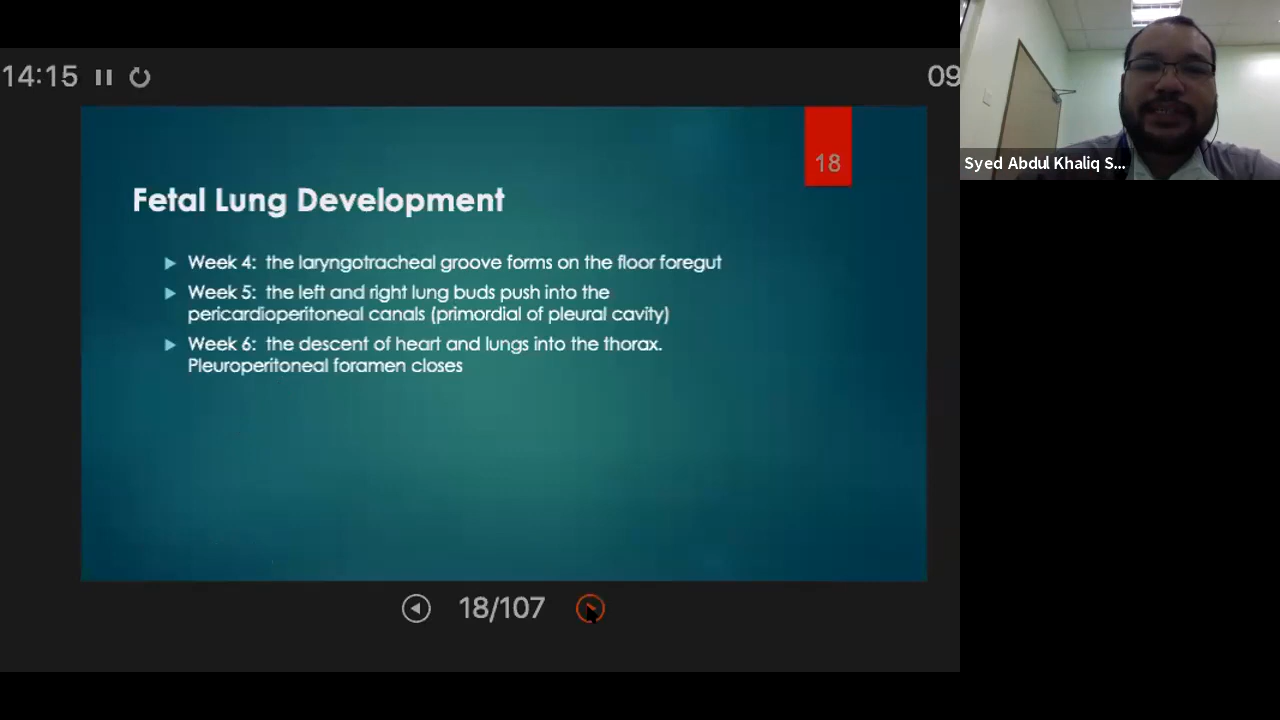 14:15
09
18
Fetal Lung Development
Week 4: the laryngotracheal groove forms on the floor foregut
Week 5: the left and right lung buds push into the
pericardioperitoneal canals (primordial of pleural cavity)
Week 6: the descent of heart and lungs into the thorax.
Pleuroperitoneal foramen closes
18/107
Syed Abdul Khaliq S...